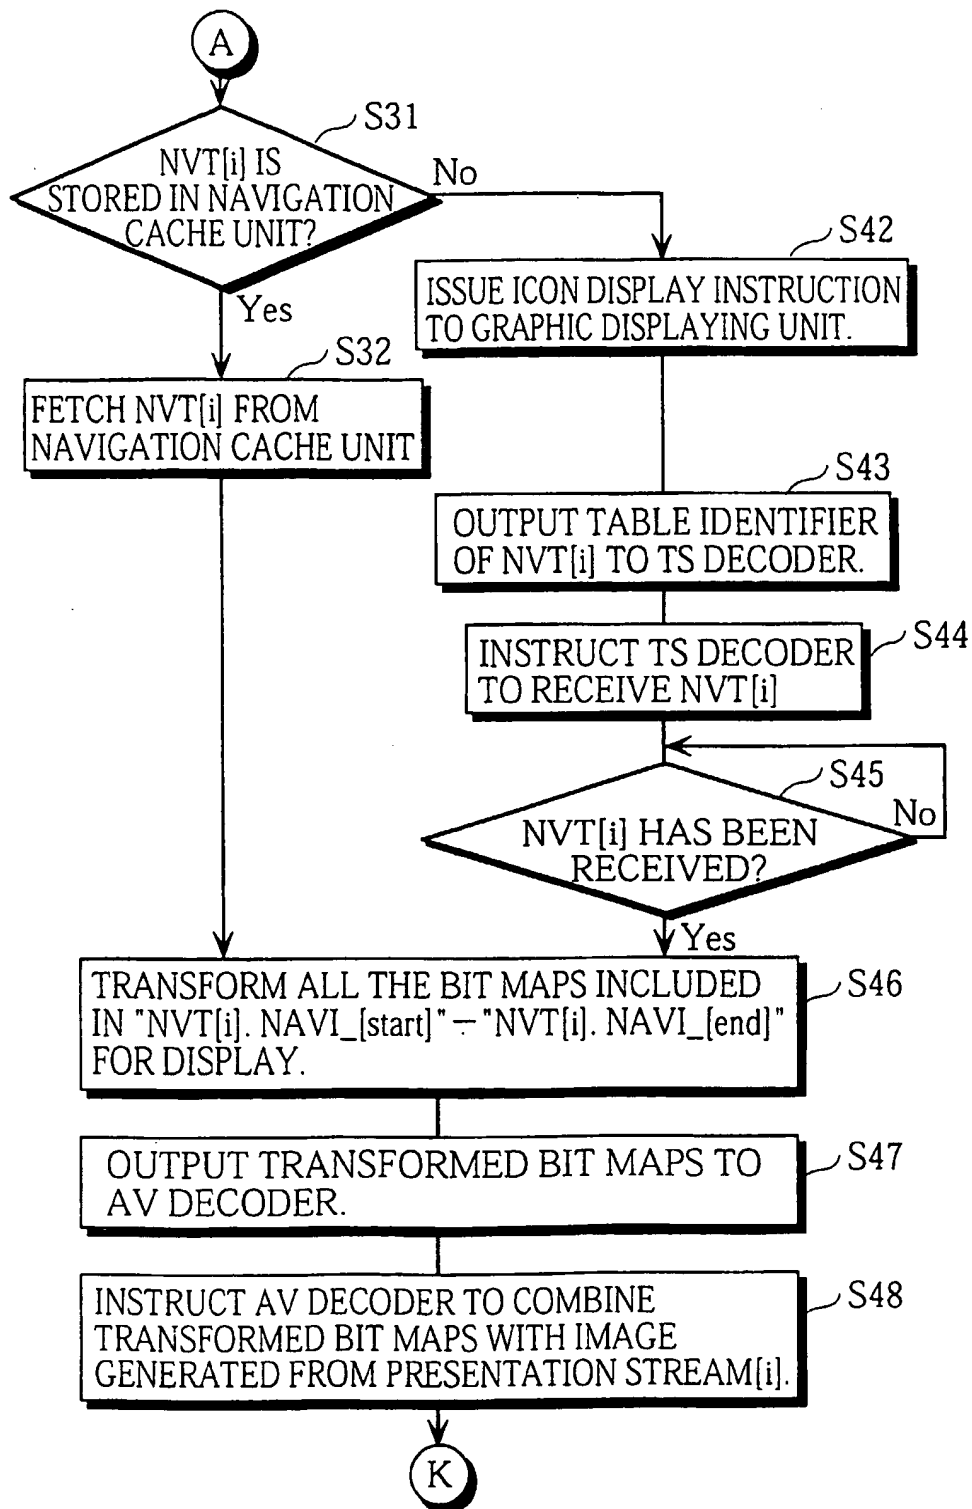 A
S31
NVT[i] IS
STORED IN NAVIGATION
CACHE UNIT?
No
Yes
S42
ISSUE ICON DISPLAY INSTRUCTION
TO GRAPHIC DISPLAYING UNIT.
S32
FETCH NVT[i] FROM
NAVIGATION CACHE UNIT
S43
OUTPUT TABLE IDENTIFIER
OF NVT[i] TO TS DECODER.
S44
INSTRUCT TS DECODER
TO RECEIVE NVT[i]
S45
No
NVT[i] HAS BEEN
RECEIVED?
Yes
S46
TRANSFORM ALL THE BIT MAPS INCLUDED
IN "NVT[i]. NAVI_[start]" – "NVT[i]. NAVI_[end]"
FOR DISPLAY.
S47
OUTPUT TRANSFORMED BIT MAPS TO
AV DECODER.
S48
INSTRUCT AV DECODER TO COMBINE
TRANSFORMED BIT MAPS WITH IMAGE
GENERATED FROM PRESENTATION STREAM[i].
K